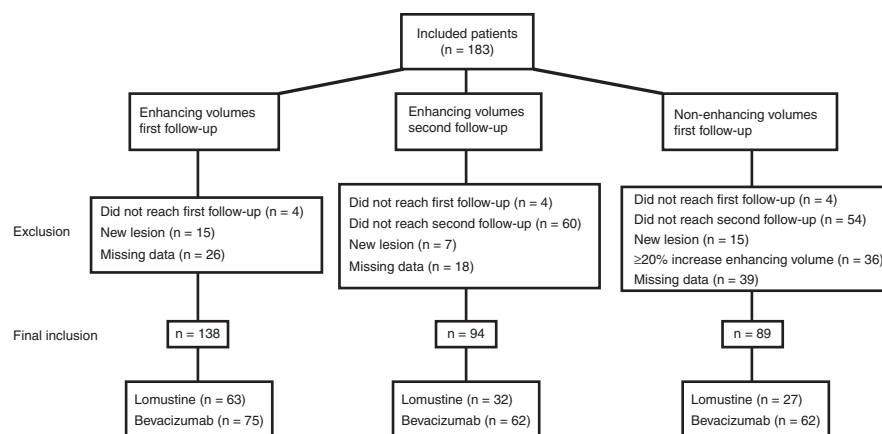 Included patients
(n = 183)
Enhancing volumes
first follow-up
Enhancing volumes
second follow-up
Non-enhancing volumes
first follow-up
Exclusion
Did not reach first follow-up (n = 4)
New lesion (n = 15)
Missing data (n = 26)
Did not reach first follow-up (n = 4)
Did not reach second follow-up (n = 60)
New lesion (n = 7)
Missing data (n = 18)
Did not reach first follow-up (n = 4)
Did not reach second follow-up (n = 54)
New lesion (n = 15)
≥20% increase enhancing volume (n = 36)
Missing data (n = 39)
Final inclusion
n = 138
n = 94
n = 89
Lomustine (n = 63)
Bevacizumab (n = 75)
Lomustine (n = 32)
Bevacizumab (n = 62)
Lomustine (n = 27)
Bevacizumab (n = 62)